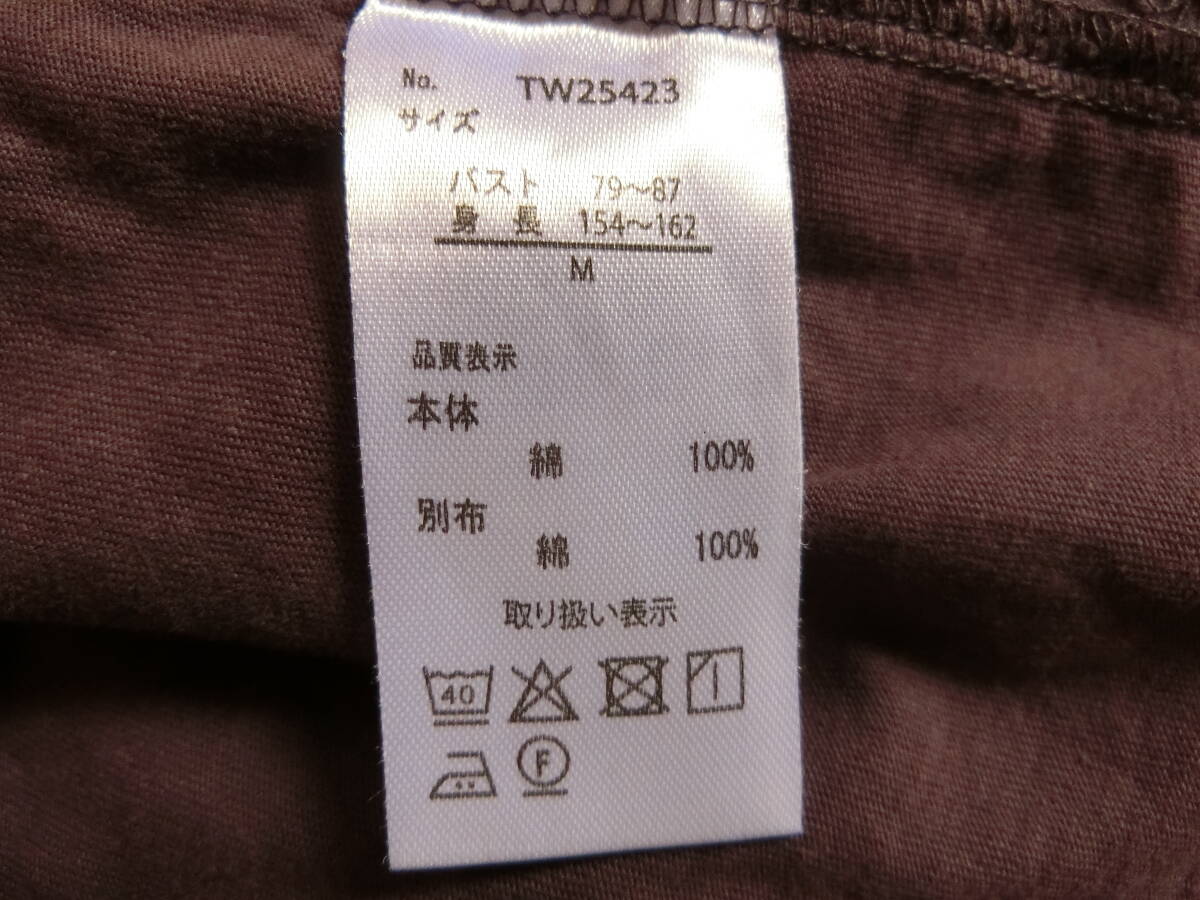 No. TW25423
サイズ
バスト 79～87
身長 154～162
M
品質表示
本体
綿 100%
別布
綿 100%
取り扱い表示
40
F